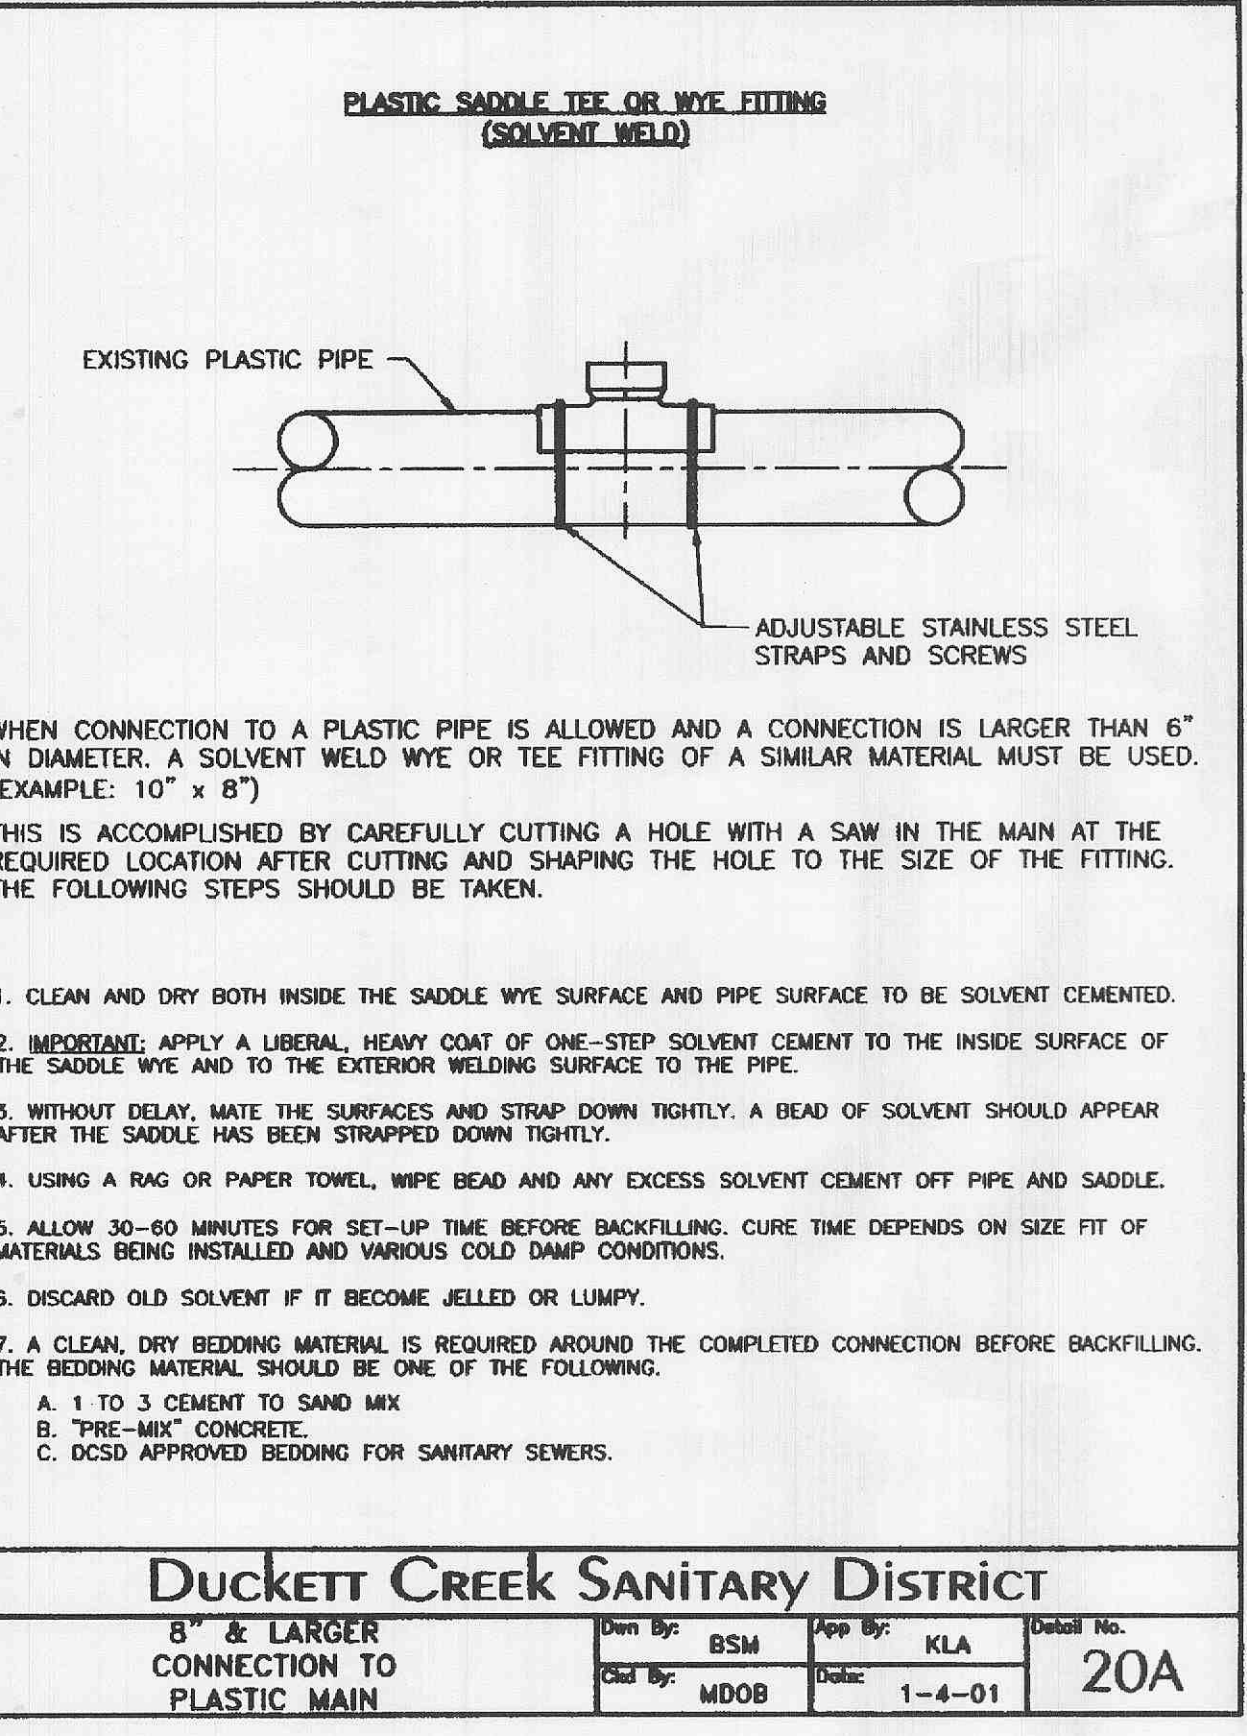 PLASTIC SADDLE TEE OR WYE FITTING
(SOLVENT WELD)
EXISTING PLASTIC PIPE
ADJUSTABLE STAINLESS STEEL
STRAPS AND SCREWS
WHEN CONNECTION TO A PLASTIC PIPE IS ALLOWED AND A CONNECTION IS LARGER THAN 6"
N DIAMETER. A SOLVENT WELD WYE OR TEE FITTING OF A SIMILAR MATERIAL MUST BE USED.
EXAMPLE: 10" x 8")
THIS IS ACCOMPLISHED BY CAREFULLY CUTTING A HOLE WITH A SAW IN THE MAIN AT THE
REQUIRED LOCATION AFTER CUTTING AND SHAPING THE HOLE TO THE SIZE OF THE FITTING.
THE FOLLOWING STEPS SHOULD BE TAKEN.
1. CLEAN AND DRY BOTH INSIDE THE SADDLE WYE SURFACE AND PIPE SURFACE TO BE SOLVENT CEMENTED.
2. IMPORTANT: APPLY A LIBERAL, HEAVY COAT OF ONE-STEP SOLVENT CEMENT TO THE INSIDE SURFACE OF
THE SADDLE WYE AND TO THE EXTERIOR WELDING SURFACE TO THE PIPE.
3. WITHOUT DELAY, MATE THE SURFACES AND STRAP DOWN TIGHTLY. A BEAD OF SOLVENT SHOULD APPEAR
AFTER THE SADDLE HAS BEEN STRAPPED DOWN TIGHTLY.
4. USING A RAG OR PAPER TOWEL, WIPE BEAD AND ANY EXCESS SOLVENT CEMENT OFF PIPE AND SADDLE.
5. ALLOW 30-60 MINUTES FOR SET-UP TIME BEFORE BACKFILLING. CURE TIME DEPENDS ON SIZE FIT OF
MATERIALS BEING INSTALLED AND VARIOUS COLD DAMP CONDITIONS.
6. DISCARD OLD SOLVENT IF IT BECOME JELLED OR LUMPY.
7. A CLEAN, DRY BEDDING MATERIAL IS REQUIRED AROUND THE COMPLETED CONNECTION BEFORE BACKFILLING.
THE BEDDING MATERIAL SHOULD BE ONE OF THE FOLLOWING.
A. 1 TO 3 CEMENT TO SAND MIX
B. "PRE-MIX" CONCRETE.
C. DCSD APPROVED BEDDING FOR SANITARY SEWERS.
DUCKETT CREEK SANITARY DISTRICT
8" & LARGER
CONNECTION TO
PLASTIC MAIN
Dwn By: BSM
App By: KLA
Detail No.
20A
Ckd By: MDOB
Date: 1-4-01